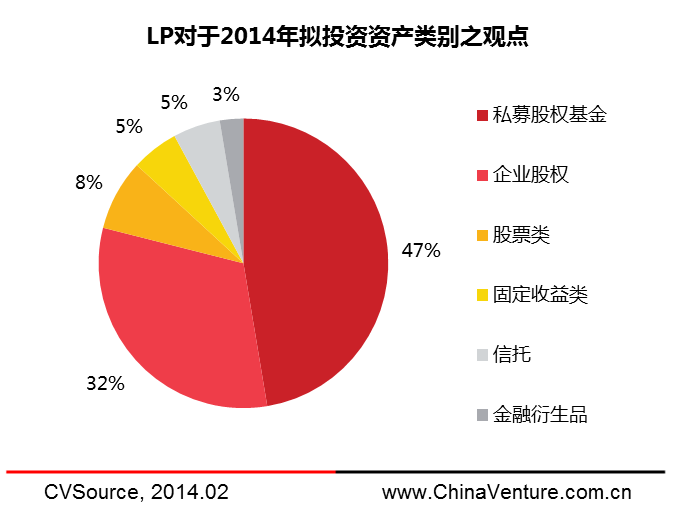 LP对于2014年拟投资资产类别之观点
3%
5%
5%
8%
47%
32%
私募股权基金
企业股权
股票类
固定收益类
信托
金融衍生品
CVSource, 2014.02
www.ChinaVenture.com.cn